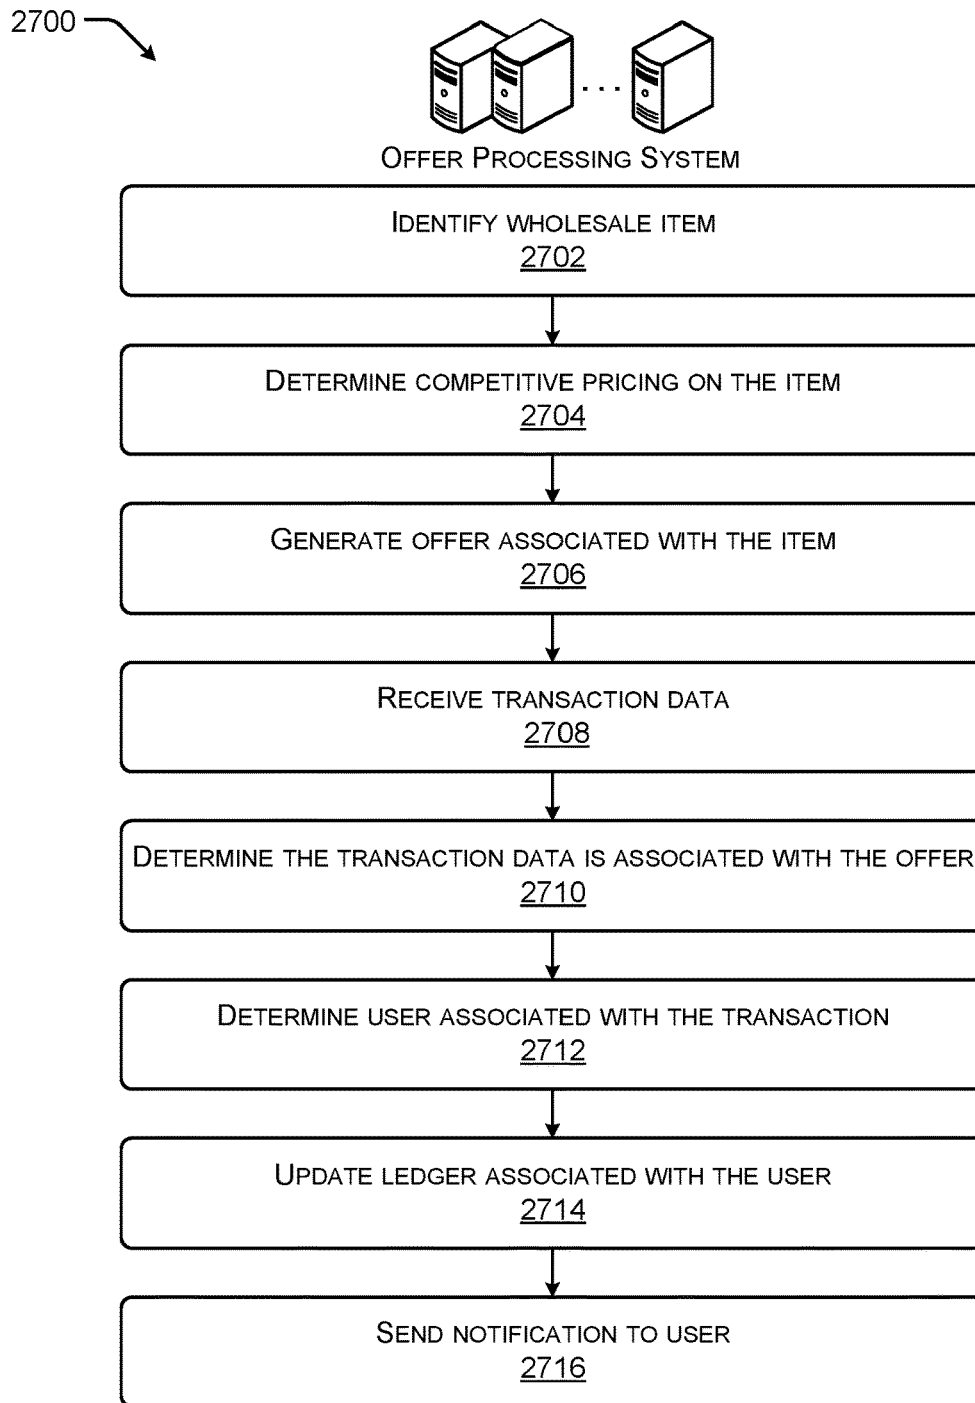 2700
OFFER PROCESSING SYSTEM
IDENTIFY WHOLESALE ITEM
2702
DETERMINE COMPETITIVE PRICING ON THE ITEM
2704
GENERATE OFFER ASSOCIATED WITH THE ITEM
2706
RECEIVE TRANSACTION DATA
2708
DETERMINE THE TRANSACTION DATA IS ASSOCIATED WITH THE OFFER
2710
DETERMINE USER ASSOCIATED WITH THE TRANSACTION
2712
UPDATE LEDGER ASSOCIATED WITH THE USER
2714
SEND NOTIFICATION TO USER
2716